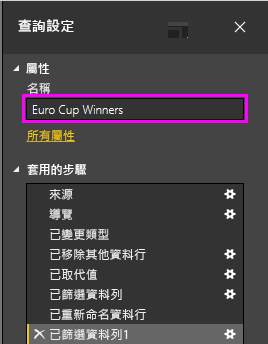 查詢設定
屬性
名稱
Euro Cup Winners
所有屬性
套用的步驟
來源
導覽
已變更類型
已移除其他資料行
已取代值
已篩選資料列
已重新命名資料行
已篩選資料列1